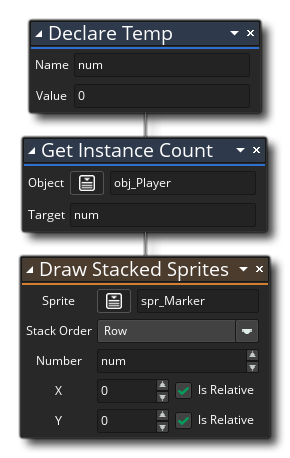 Declare Temp
Name num
Value 0
Get Instance Count
Object obj_Player
Target num
Draw Stacked Sprites
Sprite spr_Marker
Stack Order Row
Number num
X 0 Is Relative
Y 0 Is Relative